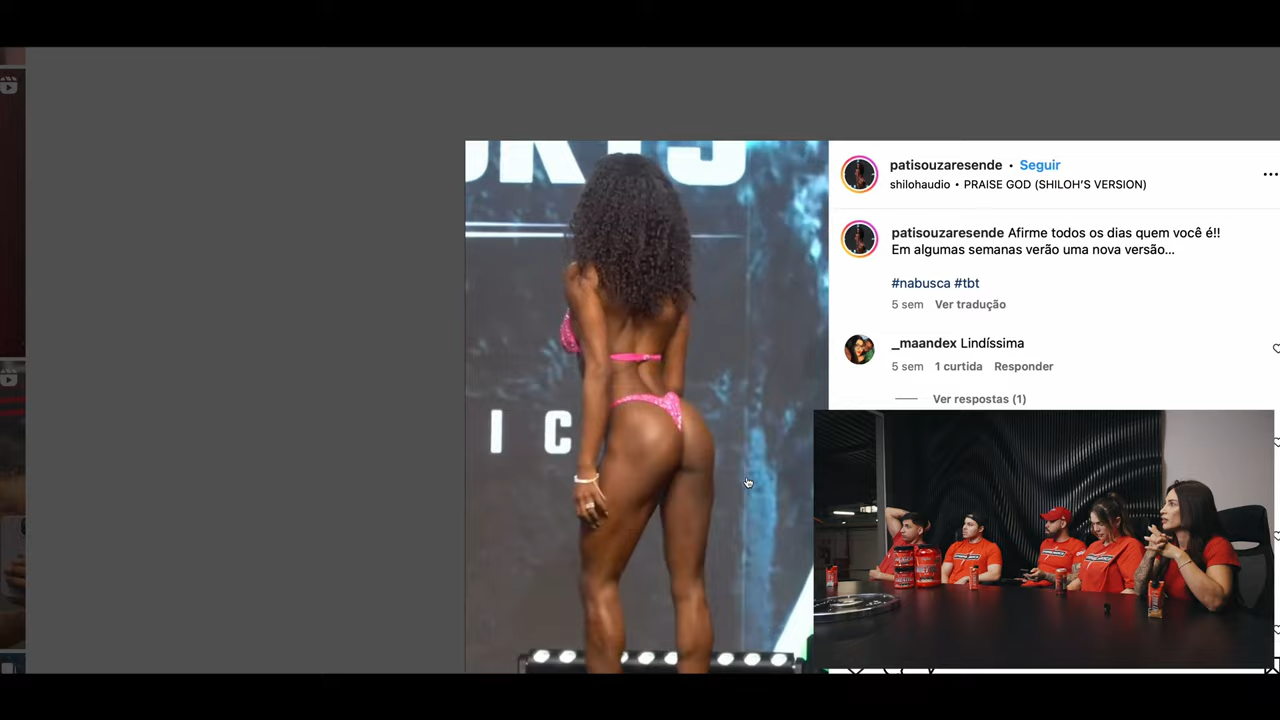 patisouzaresende • Seguir
shilohaudio • PRAISE GOD (SHILOH'S VERSION)
patisouzaresende Afirme todos os dias quem você é!!
Em algumas semanas verão uma nova versão...
#nabusca #tbt
5 sem Ver tradução
_maandex Lindíssima
5 sem 1 curtida Responder
Ver respostas (1)
I C